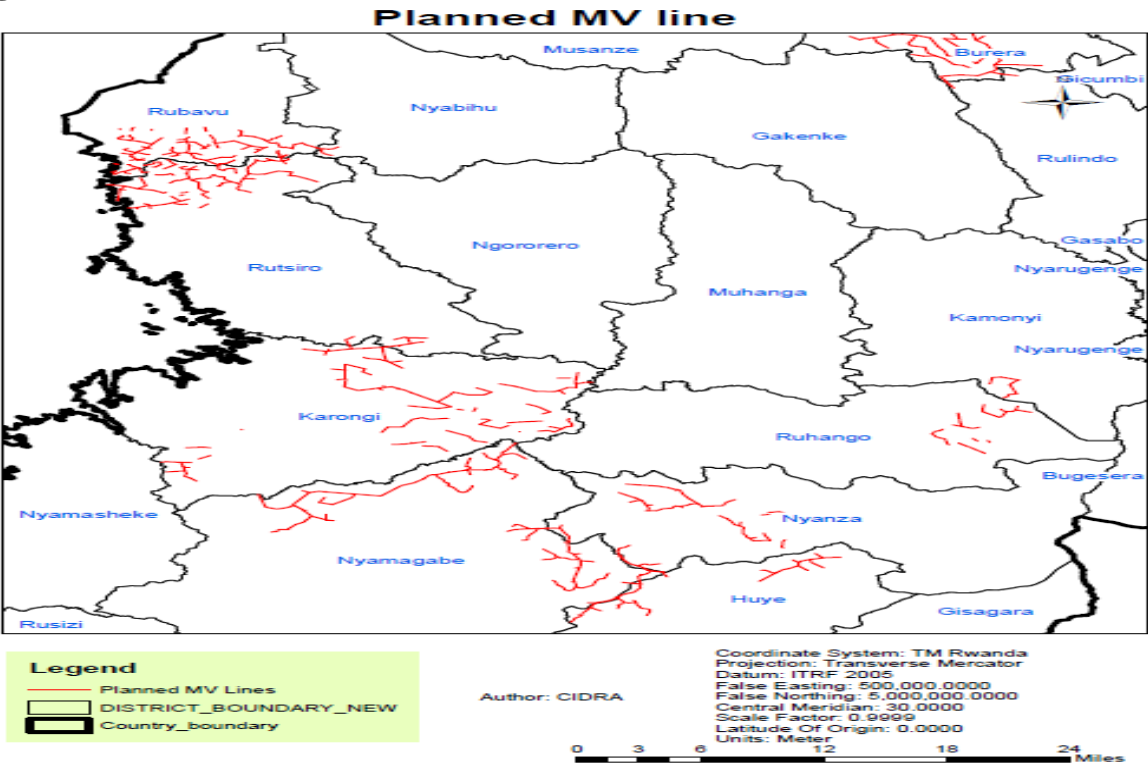 Planned MV line
Musanze
Burera
Gicumbi
Rubavu
Nyabihu
Gakenke
Rulindo
Ngororero
Gasabo
Rutsiro
Nyarugenge
Muhanga
Kamonyi
Nyarugenge
Karongi
Ruhango
Bugesera
Nyamasheke
Nyanza
Nyamagabe
Huye
Gisagara
Rusizi
Legend
Planned MV Lines
DISTRICT_BOUNDARY_NEW
Country_boundary
Author: CIDRA
Coordinate System: TM Rwanda
Projection: Transverse Mercator
Datum: ITRF 2005
False Easting: 500,000.0000
False Northing: 5,000,000.0000
Central Meridian: 30.0000
Scale Factor: 0.9999
Latitude Of Origin: 0.0000
Units: Meter
0 3 6 12 18 24
Miles